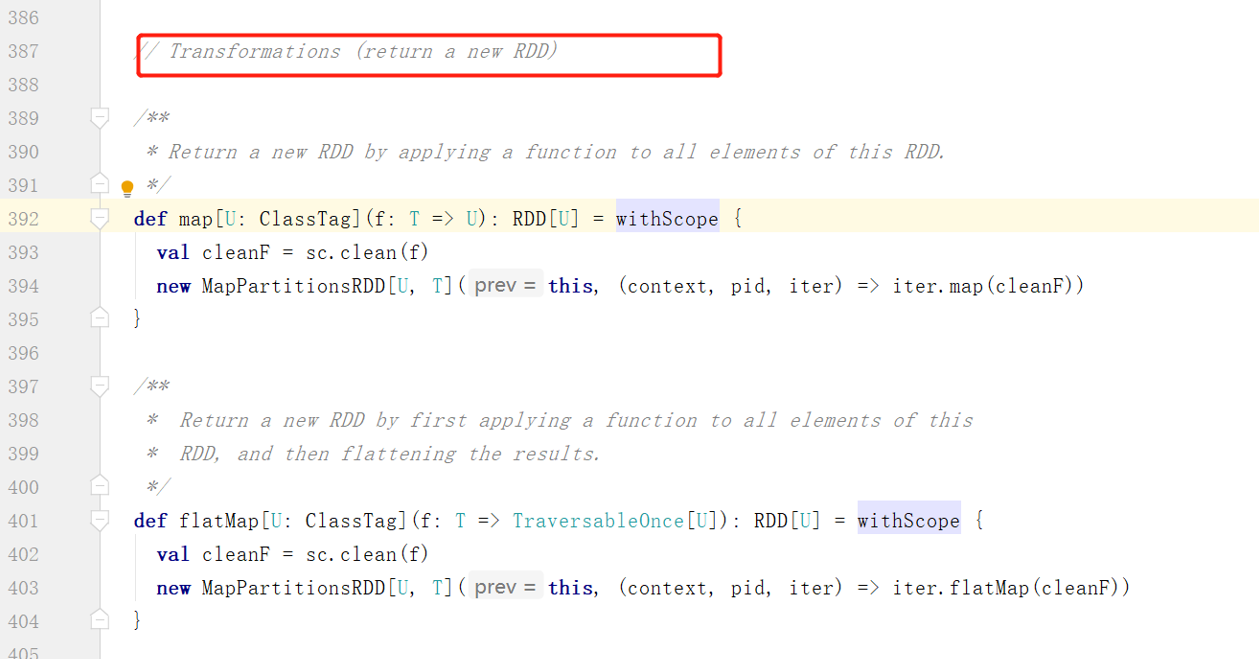 386
387 // Transformations (return a new RDD)
388
389 /**
390 * Return a new RDD by applying a function to all elements of this RDD.
391 */
392 def map[U: ClassTag](f: T => U): RDD[U] = withScope {
393 val cleanF = sc.clean(f)
394 new MapPartitionsRDD[U, T]( prev = this, (context, pid, iter) => iter.map(cleanF))
395 }
396
397 /**
398 * Return a new RDD by first applying a function to all elements of this
399 * RDD, and then flattening the results.
400 */
401 def flatMap[U: ClassTag](f: T => TraversableOnce[U]): RDD[U] = withScope {
402 val cleanF = sc.clean(f)
403 new MapPartitionsRDD[U, T]( prev = this, (context, pid, iter) => iter.flatMap(cleanF))
404 }
405